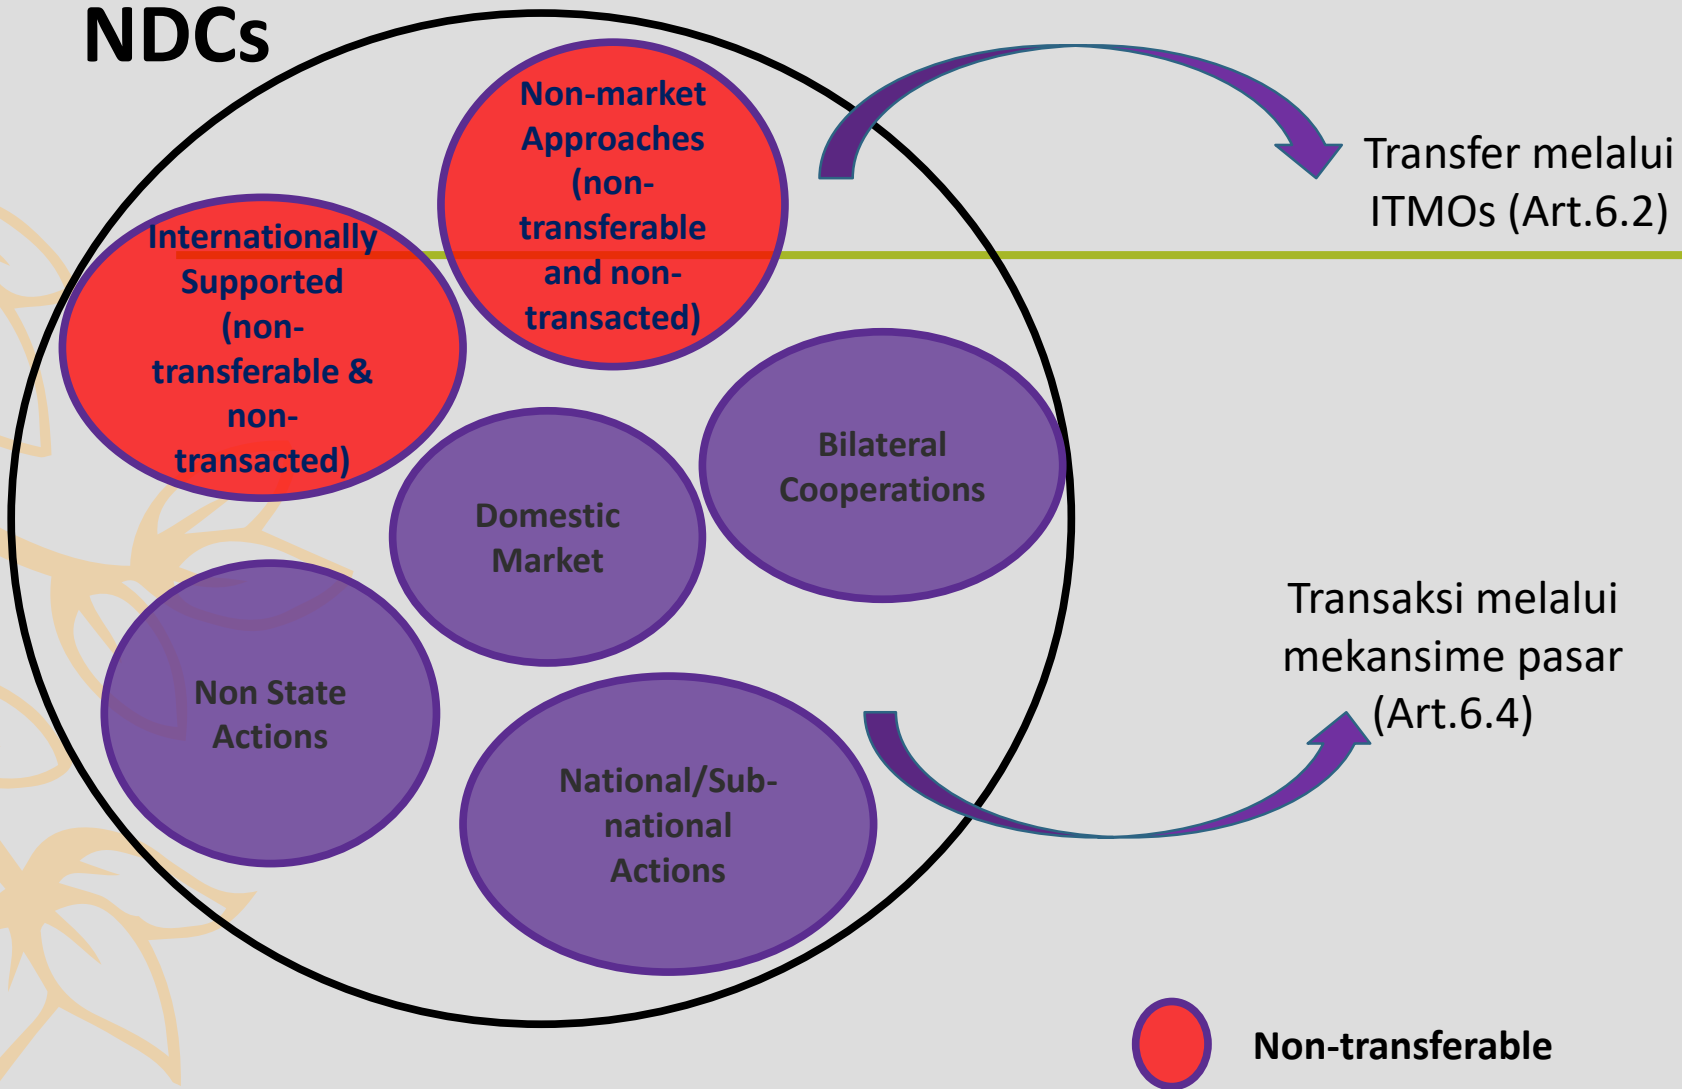 NDCs
Non-market
Approaches
(non-
transferable
and non-
transacted)
Transfer melalui
ITMOs (Art.6.2)
Internationally
Supported
(non-
transferable &
non-
transacted)
Bilateral
Cooperations
Domestic
Market
Transaksi melalui
mekansime pasar
(Art.6.4)
Non State
Actions
National/Sub-
national
Actions
Non-transferable